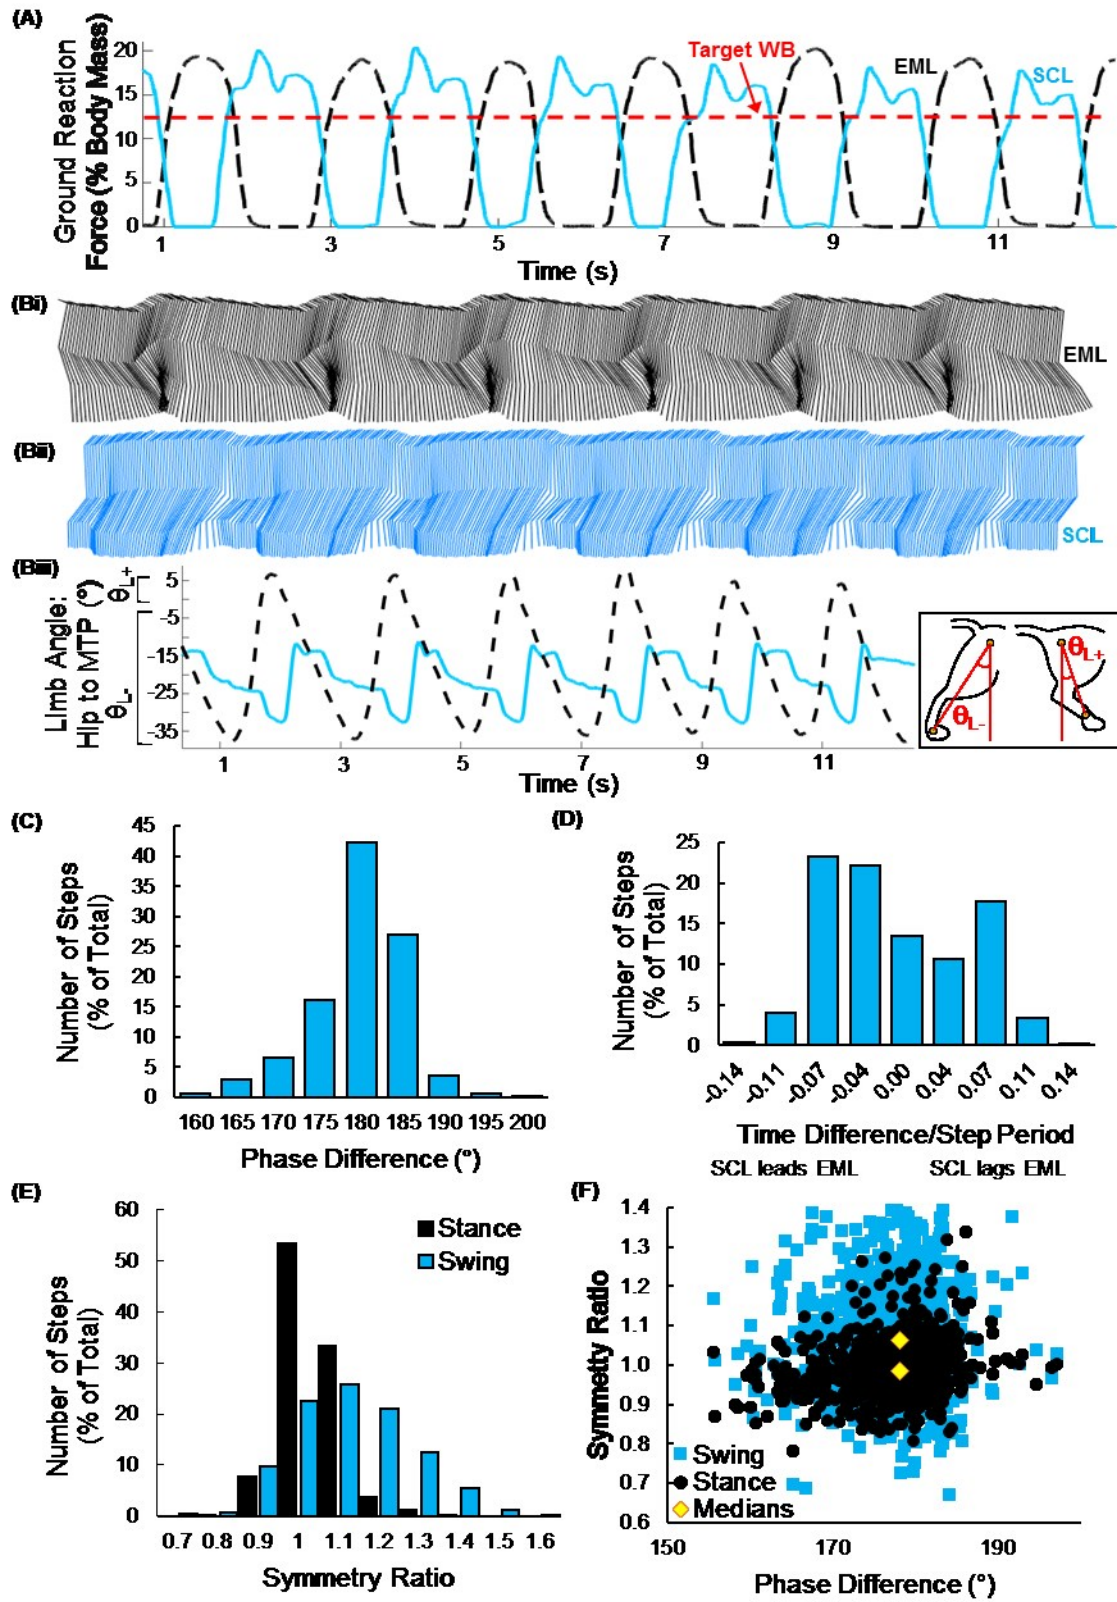 (A)
Ground Reaction
Force (% Body Mass)
20
15
10
5
0
Target WB
EML
SCL
1 3 5 7 9 11
Time (s)
(Bi)
EML
(Bii)
SCL
(Biii)
Limb Angle:
Hip to MTP (°)
θL- θL+
5
-5
-15
-25
-35
1 3 5 7 9 11
Time (s)
θL- θL+
(C)
Number of Steps
(% of Total)
45
40
35
30
25
20
15
10
5
0
160 165 170 175 180 185 190 195 200
Phase Difference (°)
(D)
Number of Steps
(% of Total)
25
20
15
10
5
0
-0.14 -0.11 -0.07 -0.04 0.00 0.04 0.07 0.11 0.14
Time Difference/Step Period
SCL leads EML SCL lags EML
(E)
Number of Steps
(% of Total)
60
50
40
30
20
10
0
Stance
Swing
0.7 0.8 0.9 1 1.1 1.2 1.3 1.4 1.5 1.6
Symmetry Ratio
(F)
Symmetty Ratio
1.4
1.3
1.2
1.1
1.0
0.9
0.8
0.7
0.6
Swing
Stance
Medians
150 170 190
Phase Difference (°)